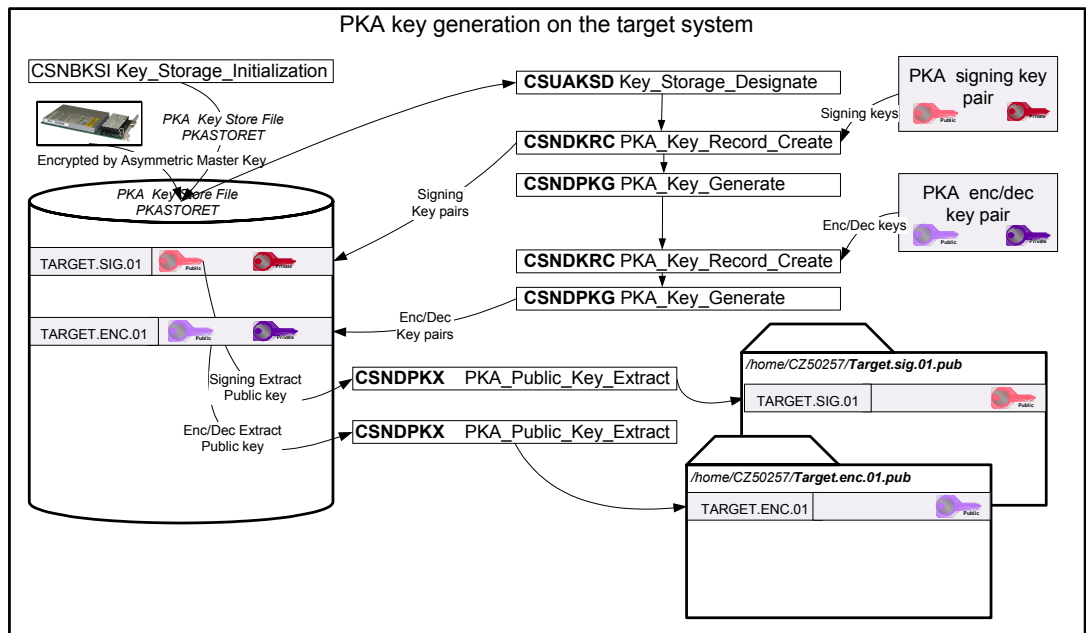 PKA key generation on the target system
CSNBKSI Key_Storage_Initialization
PKA Key Store File
PKASTORET
Encrypted by Asymmetric Master Key
PKA Key Store File
PKASTORET
CSUAKSD Key_Storage_Designate
CSNDKRC PKA_Key_Record_Create
CSNDPKG PKA_Key_Generate
CSNDKRC PKA_Key_Record_Create
CSNDPKG PKA_Key_Generate
PKA signing key
pair
Public
Private
Signing keys
PKA enc/dec
key pair
Public
Private
Enc/Dec keys
Signing
Key pairs
Enc/Dec
Key pairs
TARGET.SIG.01
Public
Private
TARGET.ENC.01
Public
Private
Signing Extract
Public key
Enc/Dec Extract
Public key
CSNDPKX PKA_Public_Key_Extract
CSNDPKX PKA_Public_Key_Extract
/home/CZ50257/Target.sig.01.pub
TARGET.SIG.01
Public
/home/CZ50257/Target.enc.01.pub
TARGET.ENC.01
Public